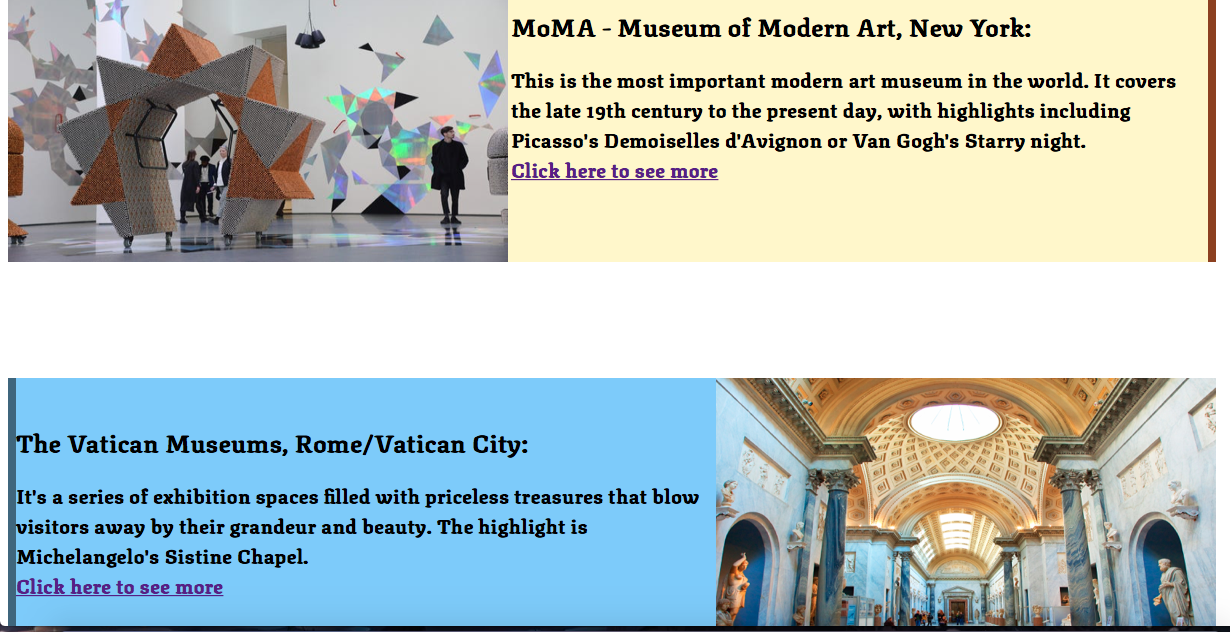 MoMA - Museum of Modern Art, New York:
This is the most important modern art museum in the world. It covers
the late 19th century to the present day, with highlights including
Picasso's Demoiselles d'Avignon or Van Gogh's Starry night.
Click here to see more
The Vatican Museums, Rome/Vatican City:
It's a series of exhibition spaces filled with priceless treasures that blow
visitors away by their grandeur and beauty. The highlight is
Michelangelo's Sistine Chapel.
Click here to see more